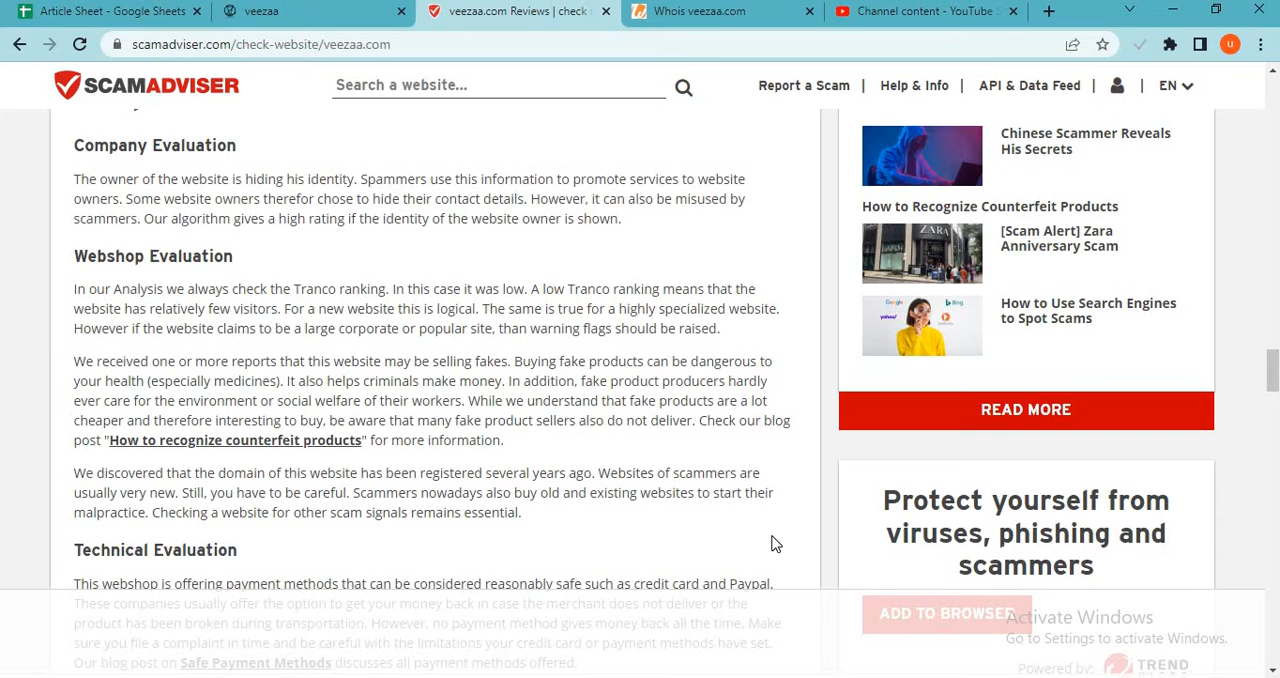 Article Sheet - Google Sheets
veezaa
veezaa.com Reviews | check
Whois veezaa.com
Channel content - YouTube S
scamadviser.com/check-website/veezaa.com
u
SCAMADVISER
Search a website...
Report a Scam | Help & Info | API & Data Feed | | EN
Company Evaluation
The owner of the website is hiding his identity. Spammers use this information to promote services to website
owners. Some website owners therefor chose to hide their contact details. However, it can also be misused by
scammers. Our algorithm gives a high rating if the identity of the website owner is shown.
Webshop Evaluation
In our Analysis we always check the Tranco ranking. In this case it was low. A low Tranco ranking means that the
website has relatively few visitors. For a new website this is logical. The same is true for a highly specialized website.
However if the website claims to be a large corporate or popular site, than warning flags should be raised.
We received one or more reports that this website may be selling fakes. Buying fake products can be dangerous to
your health (especially medicines). It also helps criminals make money. In addition, fake product producers hardly
ever care for the environment or social welfare of their workers. While we understand that fake products are a lot
cheaper and therefore interesting to buy, be aware that many fake product sellers also do not deliver. Check our blog
post "How to recognize counterfeit products" for more information.
We discovered that the domain of this website has been registered several years ago. Websites of scammers are
usually very new. Still, you have to be careful. Scammers nowadays also buy old and existing websites to start their
malpractice. Checking a website for other scam signals remains essential.
Technical Evaluation
This webshop is offering payment methods that can be considered reasonably safe such as credit card and Paypal.
These companies usually offer the option to get your money back in case the merchant does not deliver or the
product has been broken during transportation. However, no payment method gives money back all the time. Make
sure you file a complaint in time and be careful with the limitations your credit card or payment methods have set.
Our blog post on Safe Payment Methods discusses all payment methods offered.
Chinese Scammer Reveals
His Secrets
How to Recognize Counterfeit Products
ZARA
[Scam Alert] Zara
Anniversary Scam
Google
Bing
yahoo!
How to Use Search Engines
to Spot Scams
READ MORE
Protect yourself from
viruses, phishing and
scammers
ADD TO BROWSER
Activate Windows
Go to Settings to activate Windows.
Powered by:
TREND